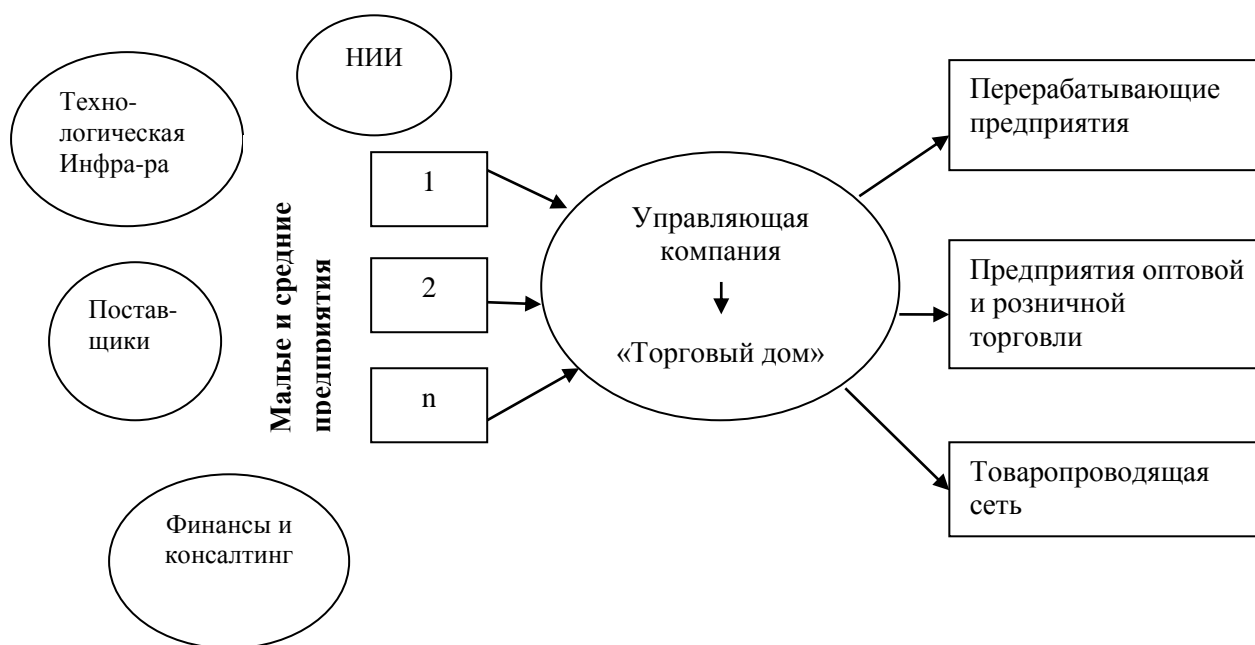 НИИ
Техно-
логическая
Инфра-ра
Постав-
щики
Финансы и
консалтинг
Малые и средние
предприятия
1
2
n
Управляющая
компания
«Торговый дом»
Перерабатывающие
предприятия
Предприятия оптовой
и розничной
торговли
Товаропроводящая
сеть